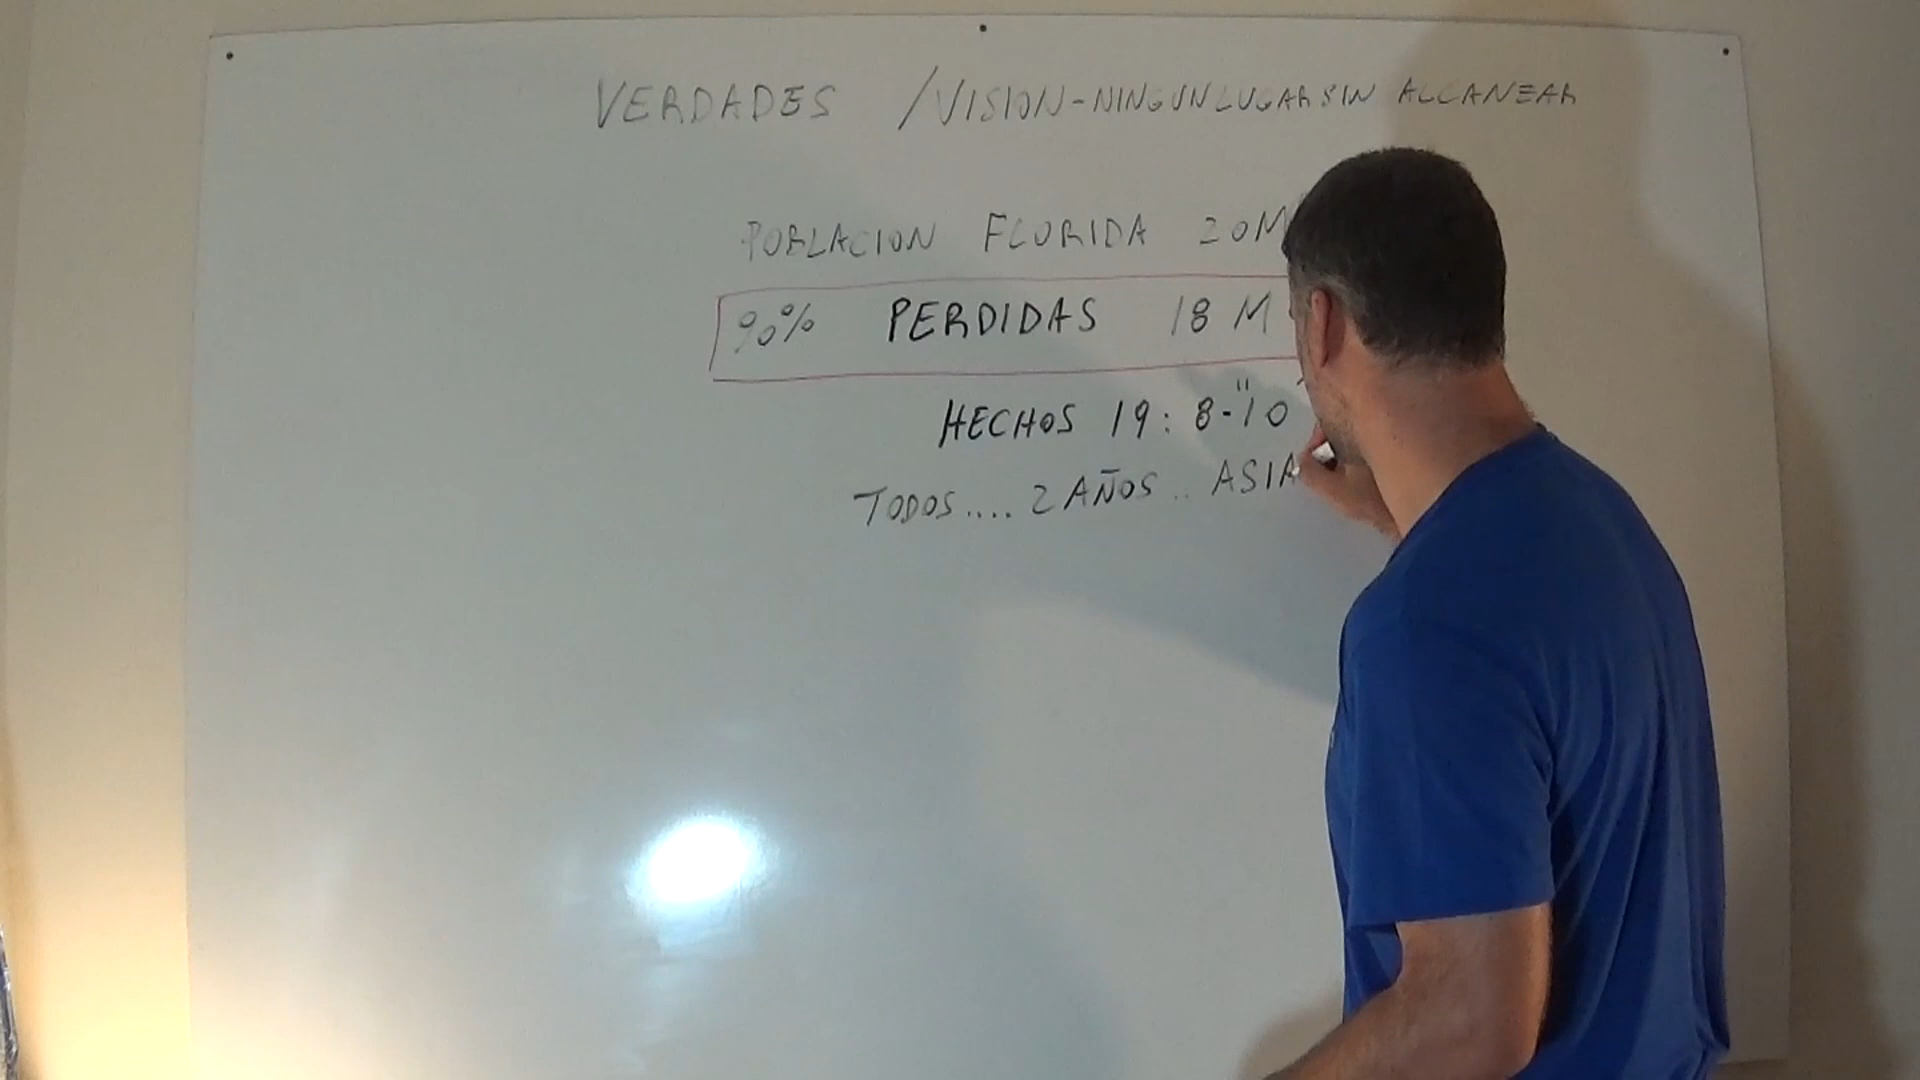 VERDADES /VISION-NINGUN LUGAR SIN ALCANZAR
POBLACION FLORIDA 20M
90% PERDIDAS 18 M
HECHOS 19: 8-"10
TODOS.... 2 AÑOS .. ASIA